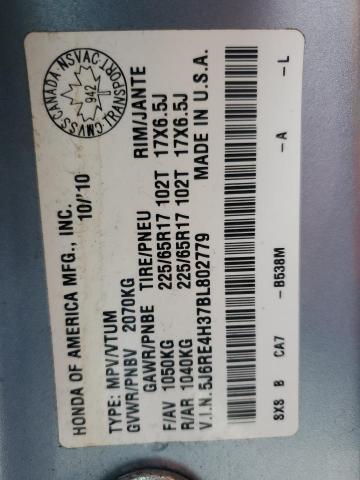 HONDA OF AMERICA MFG., INC.
10/'10
CANADA NSVAC
942
CMVSS TRANSPORT
TYPE: MPV/VTUM
GVWR/PNBV 2070KG
GAWR/PNBE TIRE/PNEU RIM/JANTE
F/AV 1050KG 225/65R17 102T 17X6.5J
R/AR 1040KG 225/65R17 102T 17X6.5J
V.I.N.5J6RE4H37BL802779 MADE IN U.S.A.
SXS B CA7 -B538M -A -L